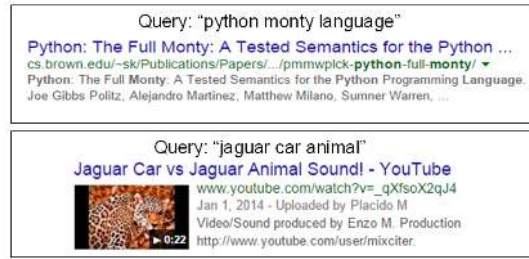 Query: “python monty language”
Python: The Full Monty: A Tested Semantics for the Python ...
cs.brown.edu/~sk/Publications/Papers/.../pmmwplck-python-full-monty/
Python: The Full Monty: A Tested Semantics for the Python Programming Language.
Joe Gibbs Politz, Alejandro Martinez, Matthew Milano, Sumner Warren, ...
Query: “jaguar car animal”
Jaguar Car vs Jaguar Animal Sound! - YouTube
www.youtube.com/watch?v=_qXfsoX2qJ4
Jan 1, 2014 - Uploaded by Placido M
Video/Sound produced by Enzo M. Production
0:22
http://www.youtube.com/user/mixciter.